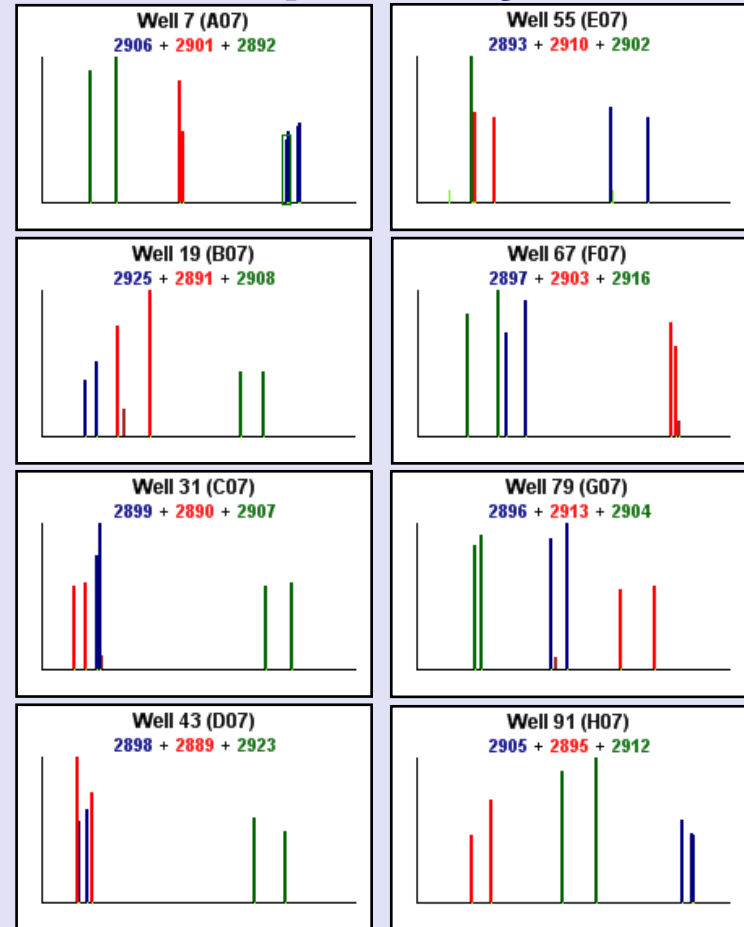 Well 7 (A07)
2906 + 2901 + 2892
Well 55 (E07)
2893 + 2910 + 2902
Well 19 (B07)
2925 + 2891 + 2908
Well 67 (F07)
2897 + 2903 + 2916
Well 31 (C07)
2899 + 2890 + 2907
Well 79 (G07)
2896 + 2913 + 2904
Well 43 (D07)
2898 + 2889 + 2923
Well 91 (H07)
2905 + 2895 + 2912